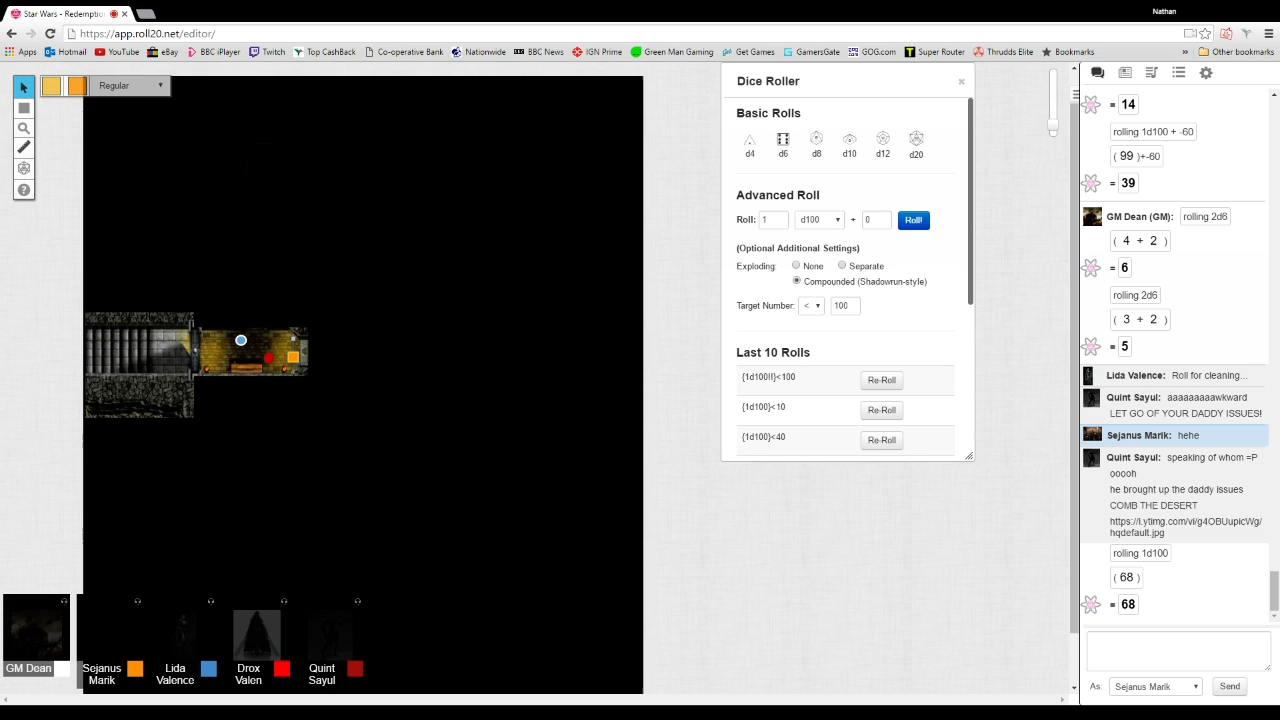 Star Wars - Redemption
Nathan
https://app.roll20.net/editor/
Apps
Hotmail
YouTube
eBay
BBC iPlayer
Twitch
Top CashBack
Co-operative Bank
Nationwide
BBC News
IGN Prime
Green Man Gaming
Get Games
GamersGate
GOG.com
Super Router
Thrudds Elite
Bookmarks
»
Other bookmarks
Regular
Dice Roller
×
Basic Rolls
d4 d6 d8 d10 d12 d20
Advanced Roll
Roll: 1 d100 + 0 Roll!
(Optional Additional Settings)
Exploding: None Separate
Compounded (Shadowrun-style)
Target Number: < 100
Last 10 Rolls
{1d100!!}<100 Re-Roll
{1d100}<10 Re-Roll
{1d100}<40 Re-Roll
= 14
rolling 1d100 + -60
( 99 )+-60
= 39
GM Dean (GM): rolling 2d6
( 4 + 2 )
= 6
rolling 2d6
( 3 + 2 )
= 5
Lida Valence: Roll for cleaning...
Quint Sayul: aaaaaaaaawkward
LET GO OF YOUR DADDY ISSUES!
Sejanus Marik: hehe
Quint Sayul: speaking of whom =P
ooooh
he brought up the daddy issues
COMB THE DESERT
https://i.ytimg.com/vi/g4OBUupicWg/
hqdefault.jpg
rolling 1d100
( 68 )
= 68
As: Sejanus Marik Send
GM Dean
Sejanus
Marik
Lida
Valence
Drox
Valen
Quint
Sayul